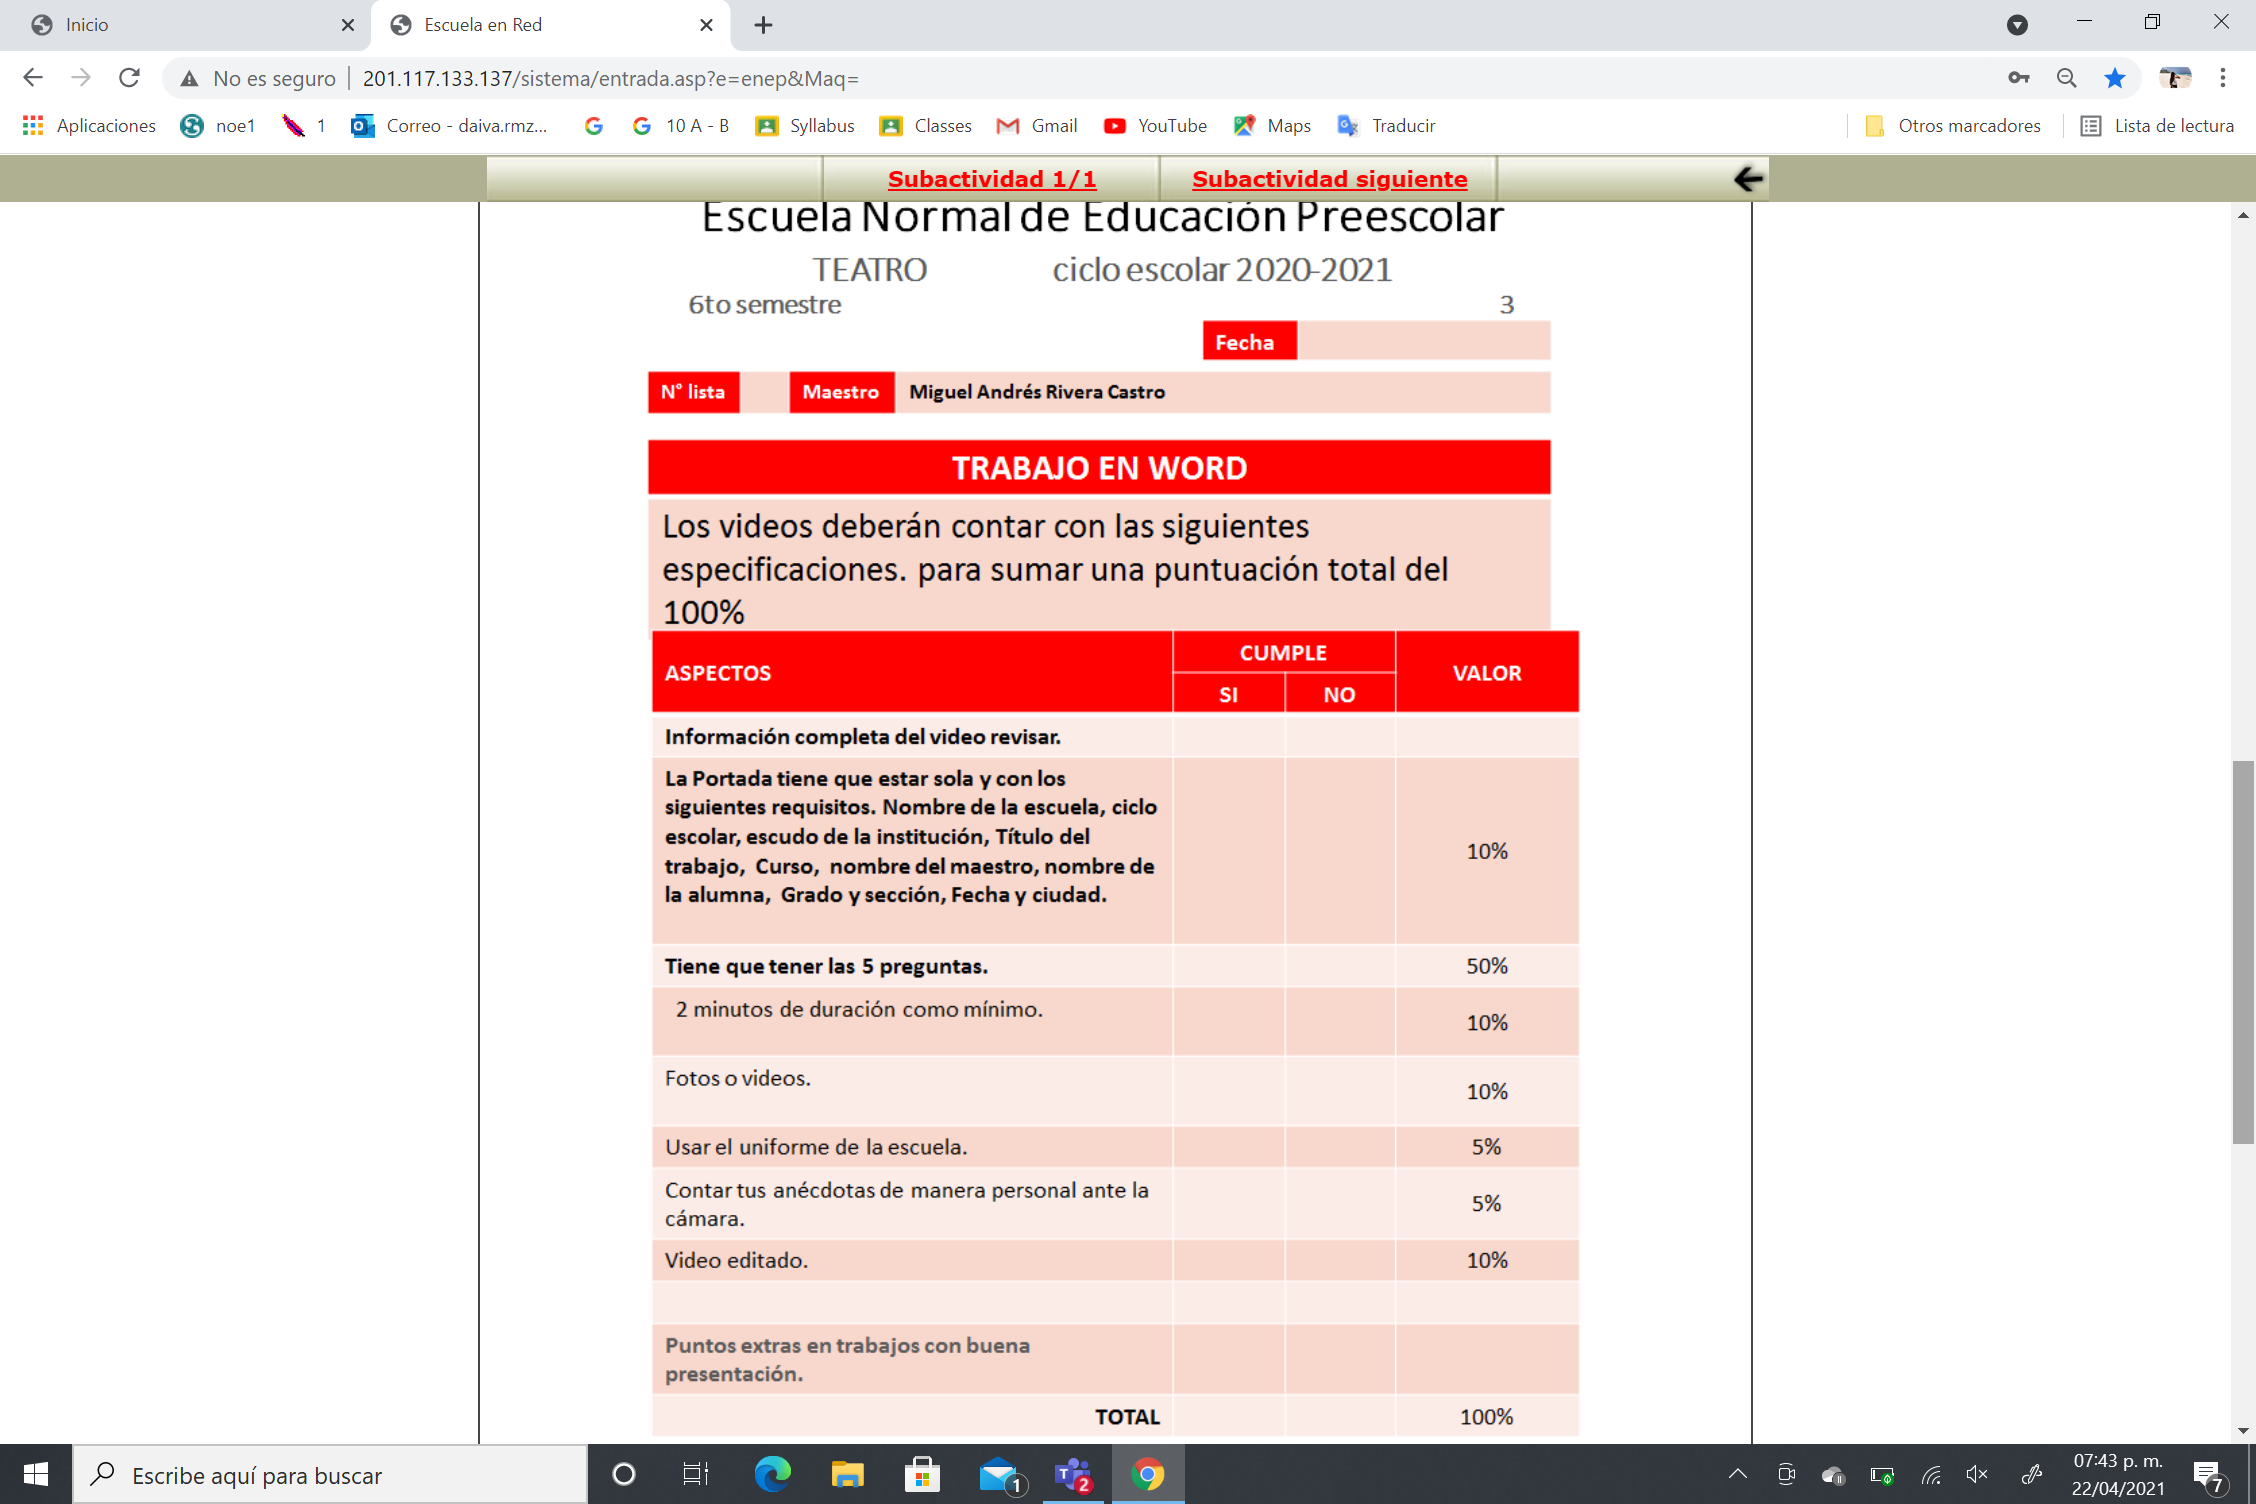 Inicio
Escuela en Red
No es seguro
201.117.133.137/sistema/entrada.asp?e=enep&Maq=
Aplicaciones
noe1
1
Correo - daiva.rmz...
10 A - B
Syllabus
Classes
Gmail
YouTube
Maps
Traducir
Otros marcadores
Lista de lectura
Subactividad 1/1
Subactividad siguiente
Escuela Normal de Educación Preescolar
TEATRO ciclo escolar 2020-2021
6to semestre 3
Fecha
N° lista
Maestro
Miguel Andrés Rivera Castro
TRABAJO EN WORD
Los videos deberán contar con las siguientes
especificaciones. para sumar una puntuación total del
100%
ASPECTOS
CUMPLE
SI
NO
VALOR
Información completa del video revisar.
La Portada tiene que estar sola y con los
siguientes requisitos. Nombre de la escuela, ciclo
escolar, escudo de la institución, Título del
trabajo, Curso, nombre del maestro, nombre de
la alumna, Grado y sección, Fecha y ciudad.
10%
Tiene que tener las 5 preguntas.
50%
2 minutos de duración como mínimo.
10%
Fotos o videos.
10%
Usar el uniforme de la escuela.
5%
Contar tus anécdotas de manera personal ante la
cámara.
5%
Video editado.
10%
Puntos extras en trabajos con buena
presentación.
TOTAL
100%
Escribe aquí para buscar
1
T
2
07:43 p. m.
22/04/2021
7